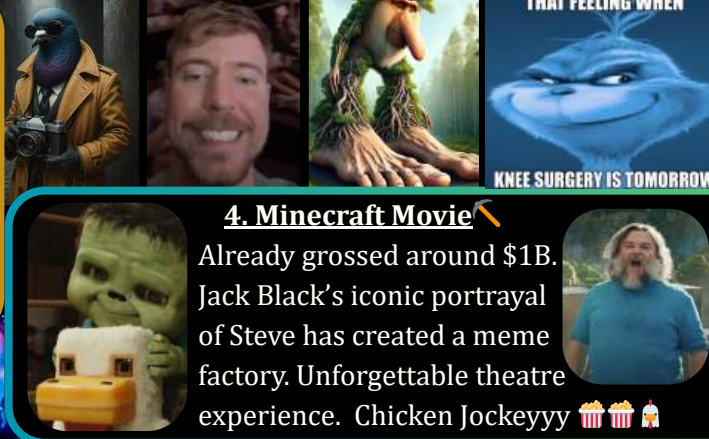 THAT FEELING WHEN
KNEE SURGERY IS TOMORROW
4. Minecraft Movie⛏️
Already grossed around $1B.
Jack Black’s iconic portrayal
of Steve has created a meme
factory. Unforgettable theatre
experience.  Chicken Jockeyyy 🍿🍿🐔